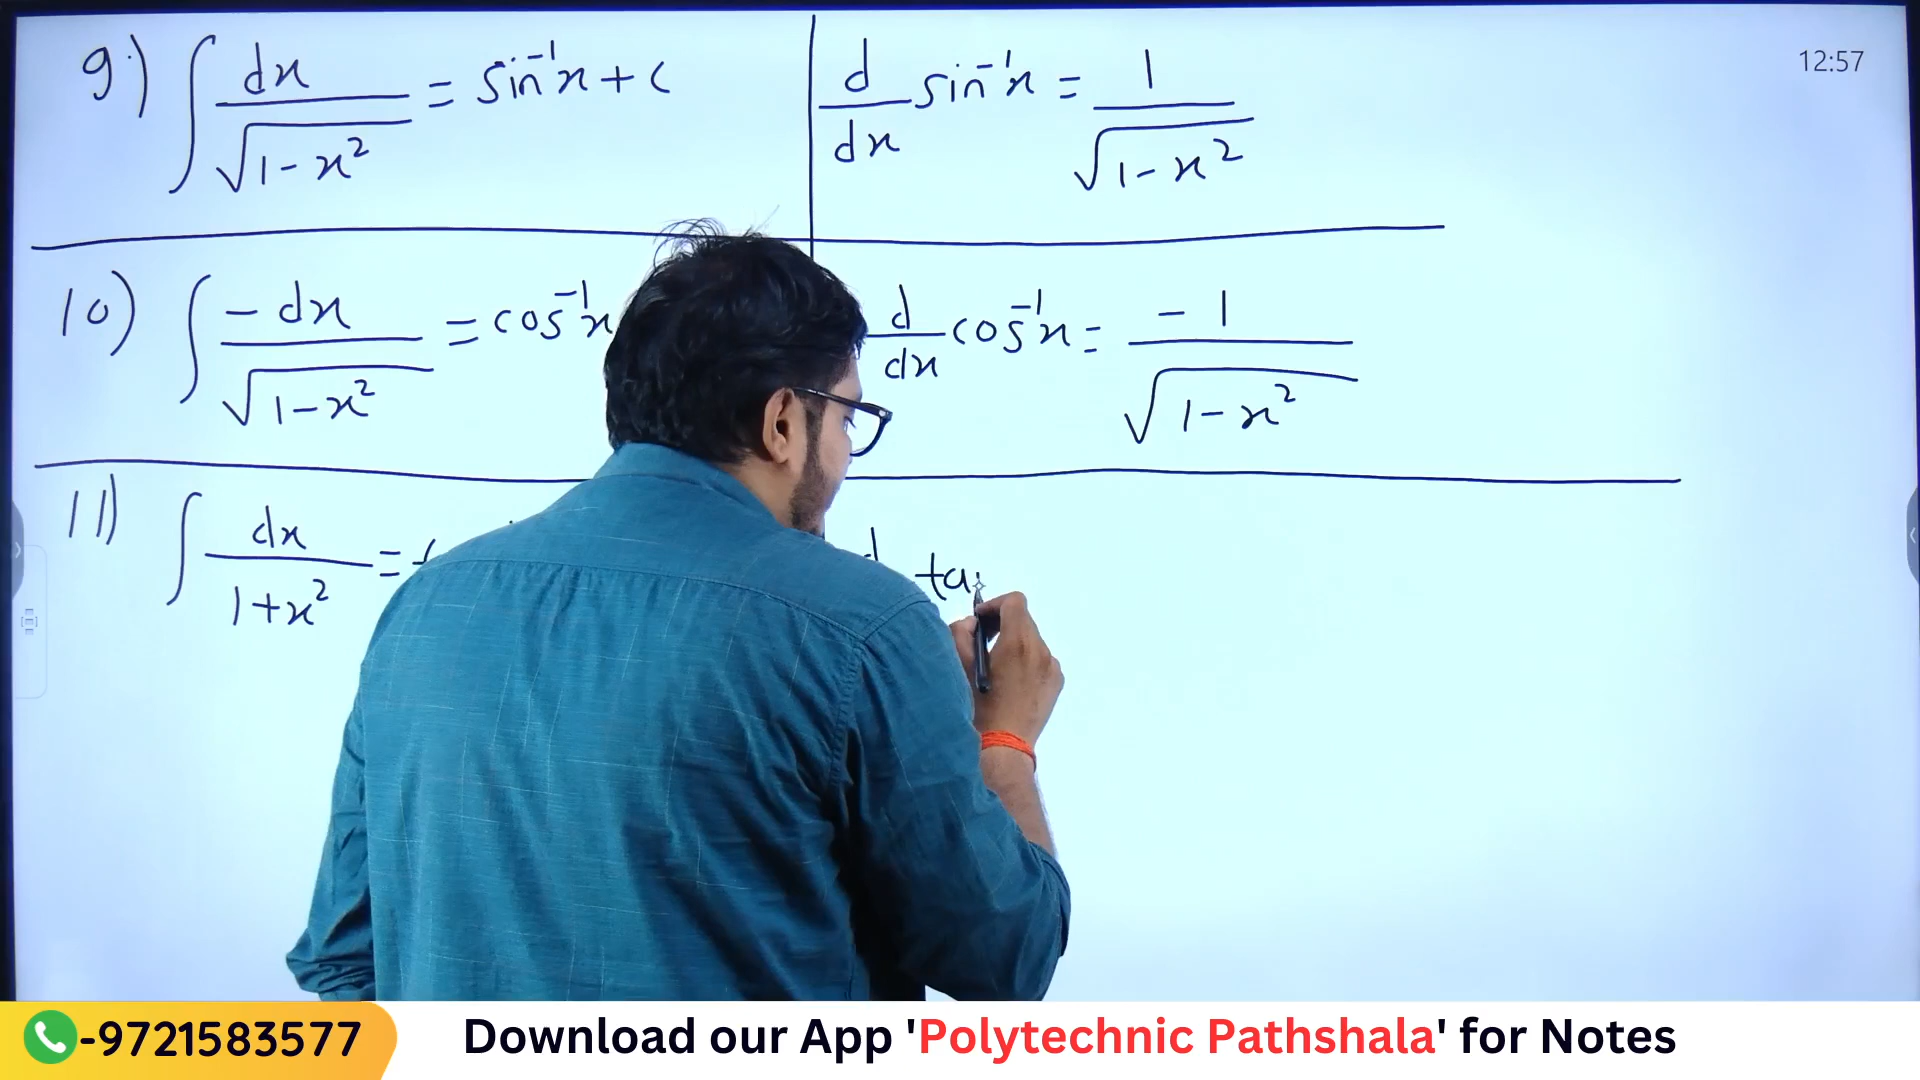 12:57
9.) ∫ dx / √(1-x²) = sin⁻¹x + c
d/dx sin⁻¹x = 1 / √(1-x²)
10) ∫ -dx / √(1-x²) = cos⁻¹x
d/dx cos⁻¹x = -1 / √(1-x²)
11) ∫ dx / (1+x²) =
d ta
-9721583577
Download our App 'Polytechnic Pathshala' for Notes